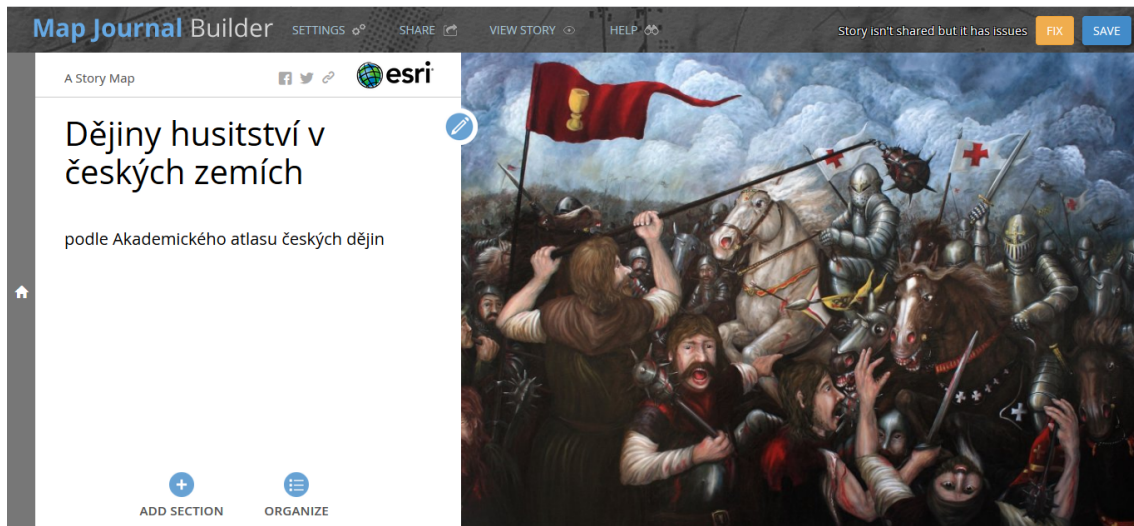 Map Journal Builder SETTINGS SHARE VIEW STORY HELP Story isn't shared but it has issues FIX SAVE
A Story Map esri
Dějiny husitství v
českých zemích
podle Akademického atlasu českých dějin
ADD SECTION ORGANIZE